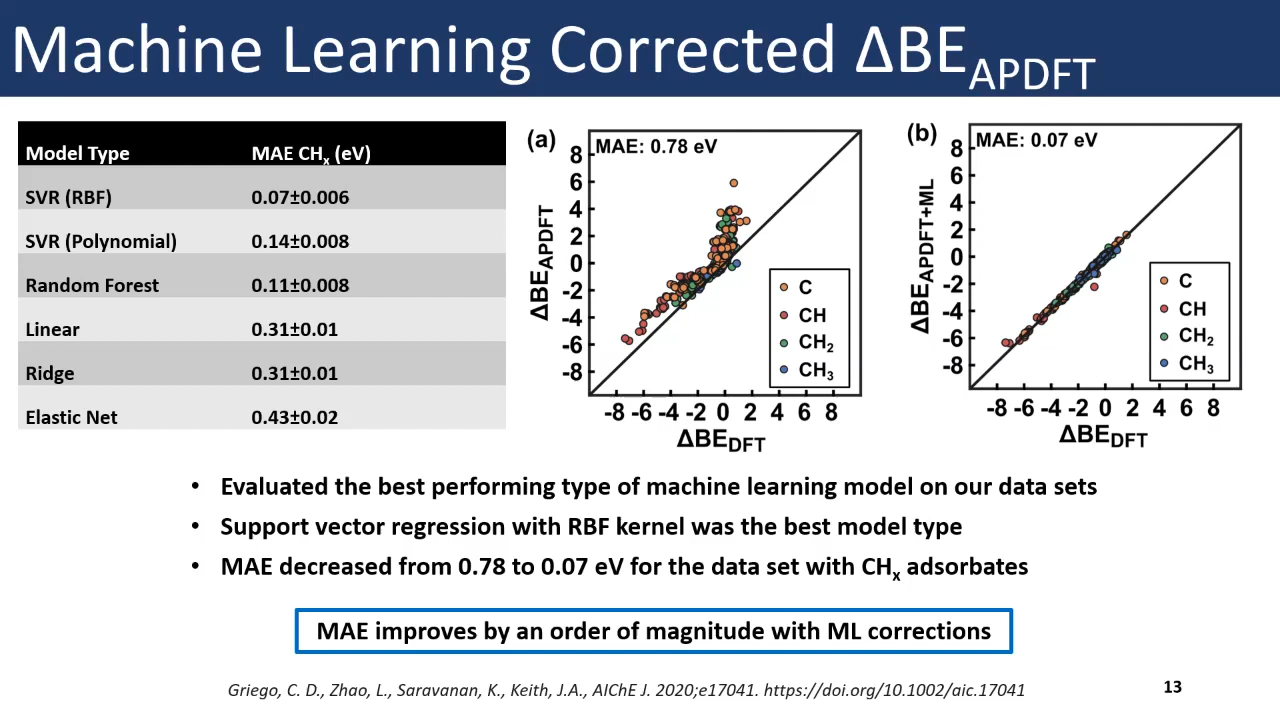 Machine Learning Corrected ΔBE_APDFT
Model Type MAE CHx (eV)
SVR (RBF) 0.07±0.006
SVR (Polynomial) 0.14±0.008
Random Forest 0.11±0.008
Linear 0.31±0.01
Ridge 0.31±0.01
Elastic Net 0.43±0.02
(a)
MAE: 0.78 eV
8
6
4
2
0
-2
-4
-6
-8
ΔBE_APDFT
C
CH
CH₂
CH₃
-8 -6 -4 -2 0 2 4 6 8
ΔBE_DFT
(b)
MAE: 0.07 eV
8
6
4
2
0
-2
-4
-6
-8
ΔBE_APDFT+ML
C
CH
CH₂
CH₃
-8 -6 -4 -2 0 2 4 6 8
ΔBE_DFT
• Evaluated the best performing type of machine learning model on our data sets
• Support vector regression with RBF kernel was the best model type
• MAE decreased from 0.78 to 0.07 eV for the data set with CHx adsorbates
MAE improves by an order of magnitude with ML corrections
Griego, C. D., Zhao, L., Saravanan, K., Keith, J.A., AIChE J. 2020;e17041. https://doi.org/10.1002/aic.17041
13